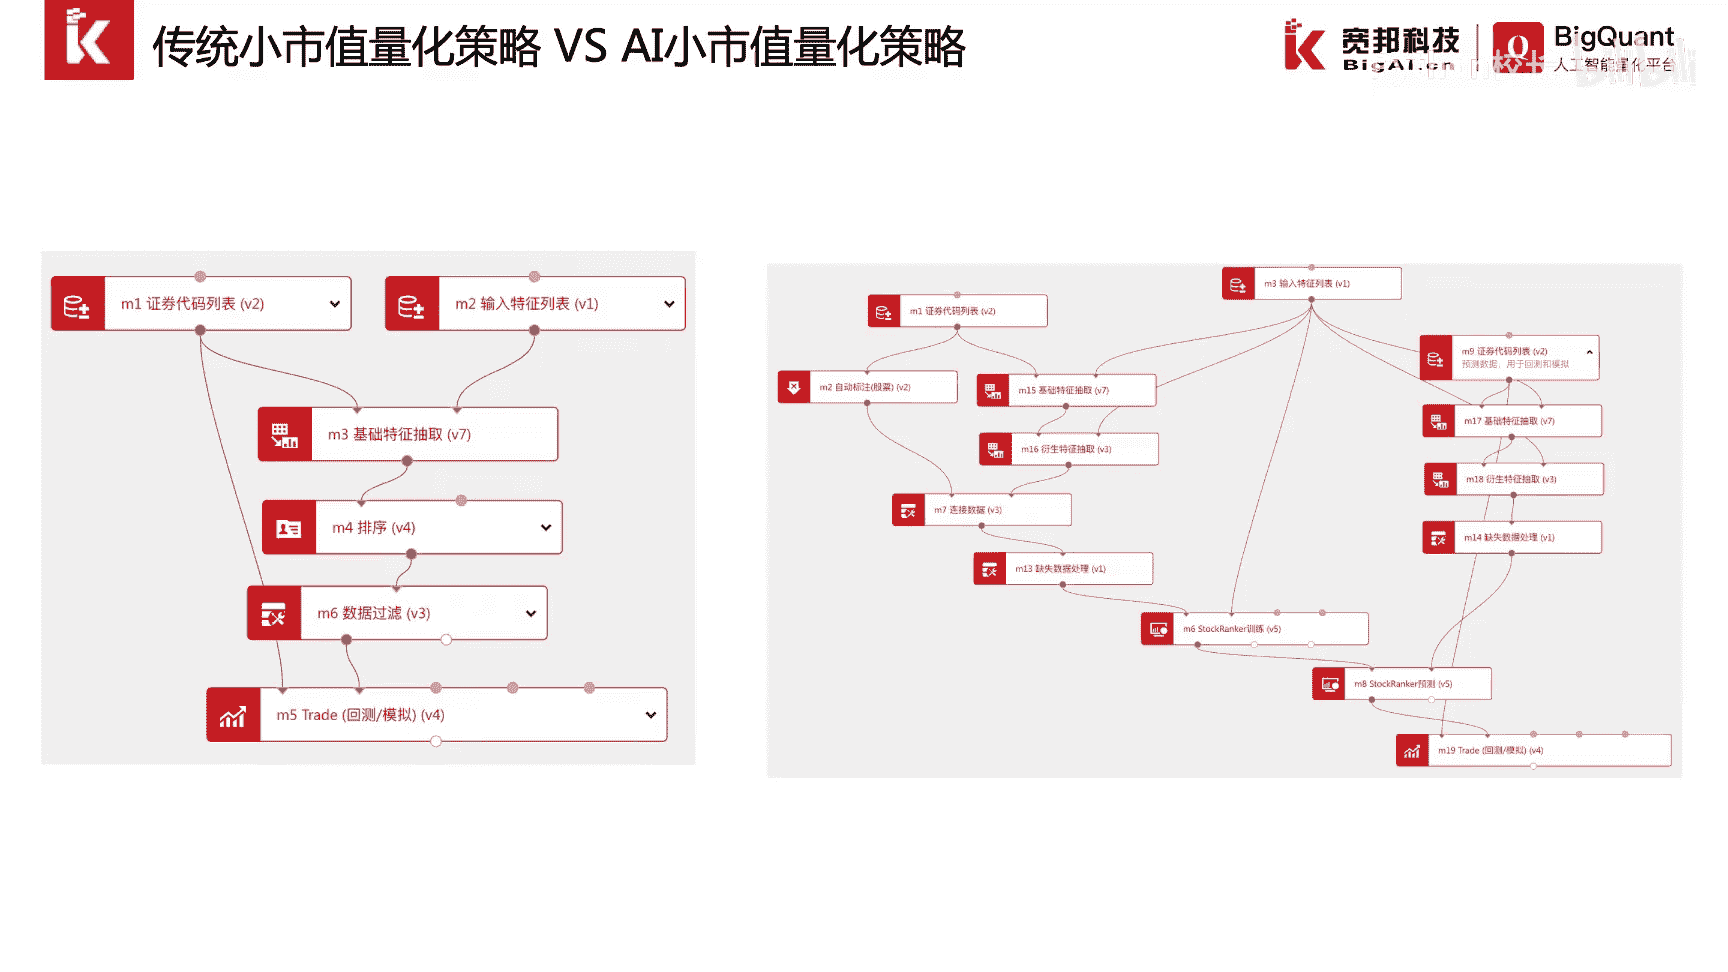 传统小市值量化策略 VS AI小市值量化策略
宽邦科技
BigAI.cn
Q
BigQuant
人工智能量化平台
m1 证券代码列表 (v2)
m2 输入特征列表 (v1)
m3 基础特征抽取 (v7)
m4 排序 (v4)
m6 数据过滤 (v3)
m5 Trade (回测/模拟) (v4)
m3 输入特征列表 (v1)
m1 证券代码列表 (v2)
m9 证券代码列表 (v2)
预测数据，用于回测和模拟
m2 自动标注(股票) (v2)
m15 基础特征抽取 (v7)
m17 基础特征抽取 (v7)
m16 衍生特征抽取 (v3)
m18 衍生特征抽取 (v3)
m7 连接数据 (v3)
m14 缺失数据处理 (v1)
m13 缺失数据处理 (v1)
m6 StockRanker训练 (v5)
m8 StockRanker预测 (v5)
m19 Trade (回测/模拟) (v4)